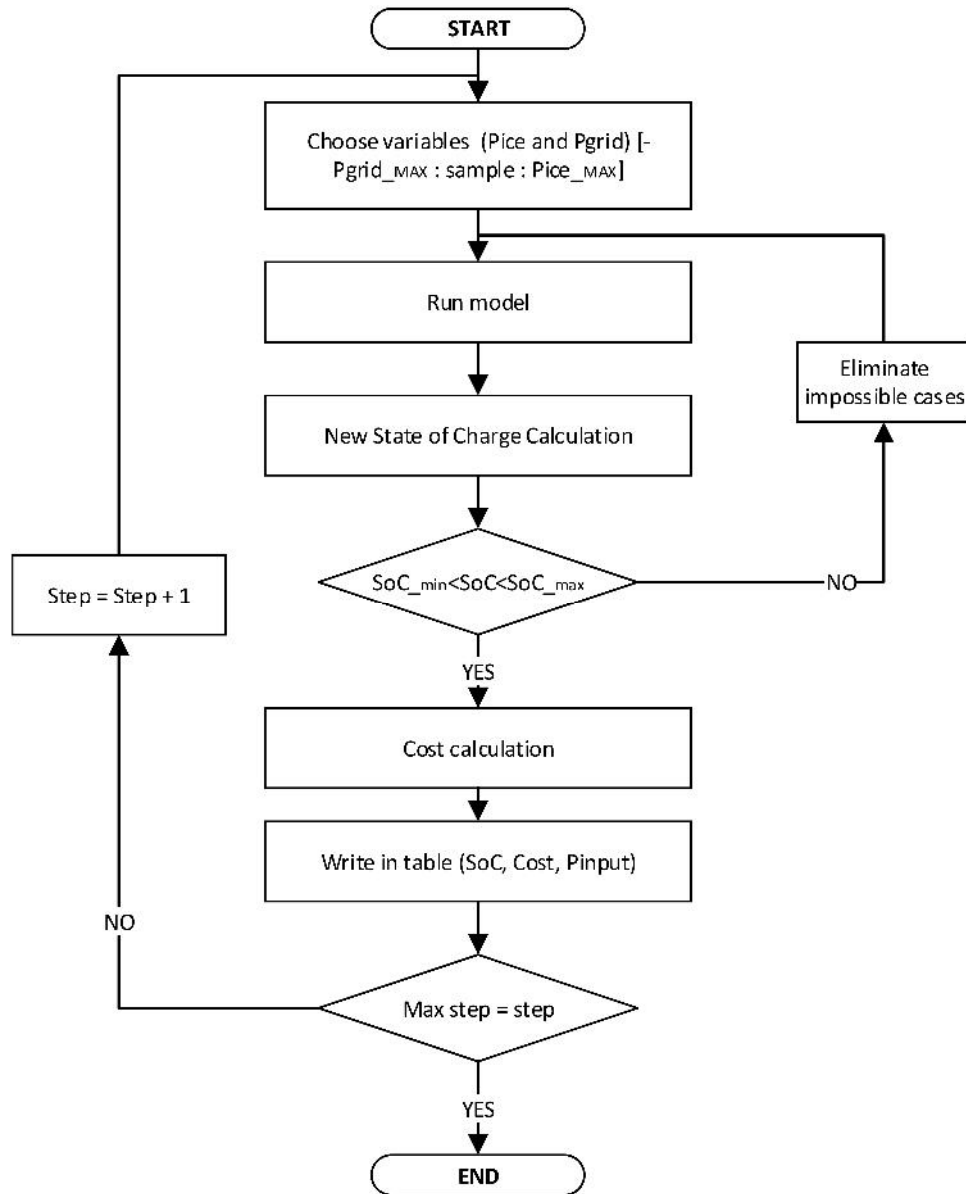 START
Choose variables (Pice and Pgrid) [-
Pgrid_MAX : sample : Pice_MAX]
Run model
Eliminate
impossible cases
New State of Charge Calculation
SoC_min<SoC<SoC_max
NO
Step = Step + 1
YES
Cost calculation
Write in table (SoC, Cost, Pinput)
NO
Max step = step
YES
END